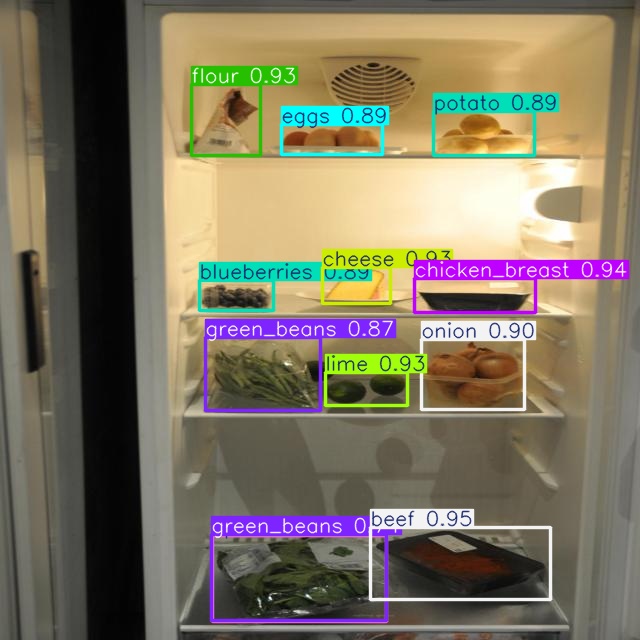 flour 0.93
eggs 0.89
potato 0.89
blueberries 0.89
cheese 0.93
chicken_breast 0.94
green_beans 0.87
lime 0.93
onion 0.90
green_beans
beef 0.95